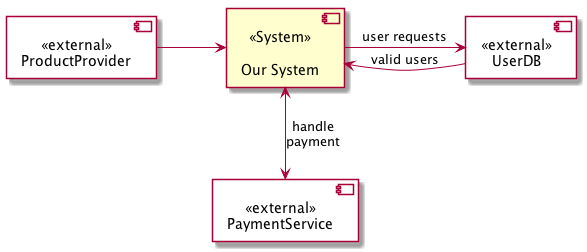 «external»
ProductProvider
«System»
Our System
user requests
valid users
«external»
UserDB
handle
payment
«external»
PaymentService